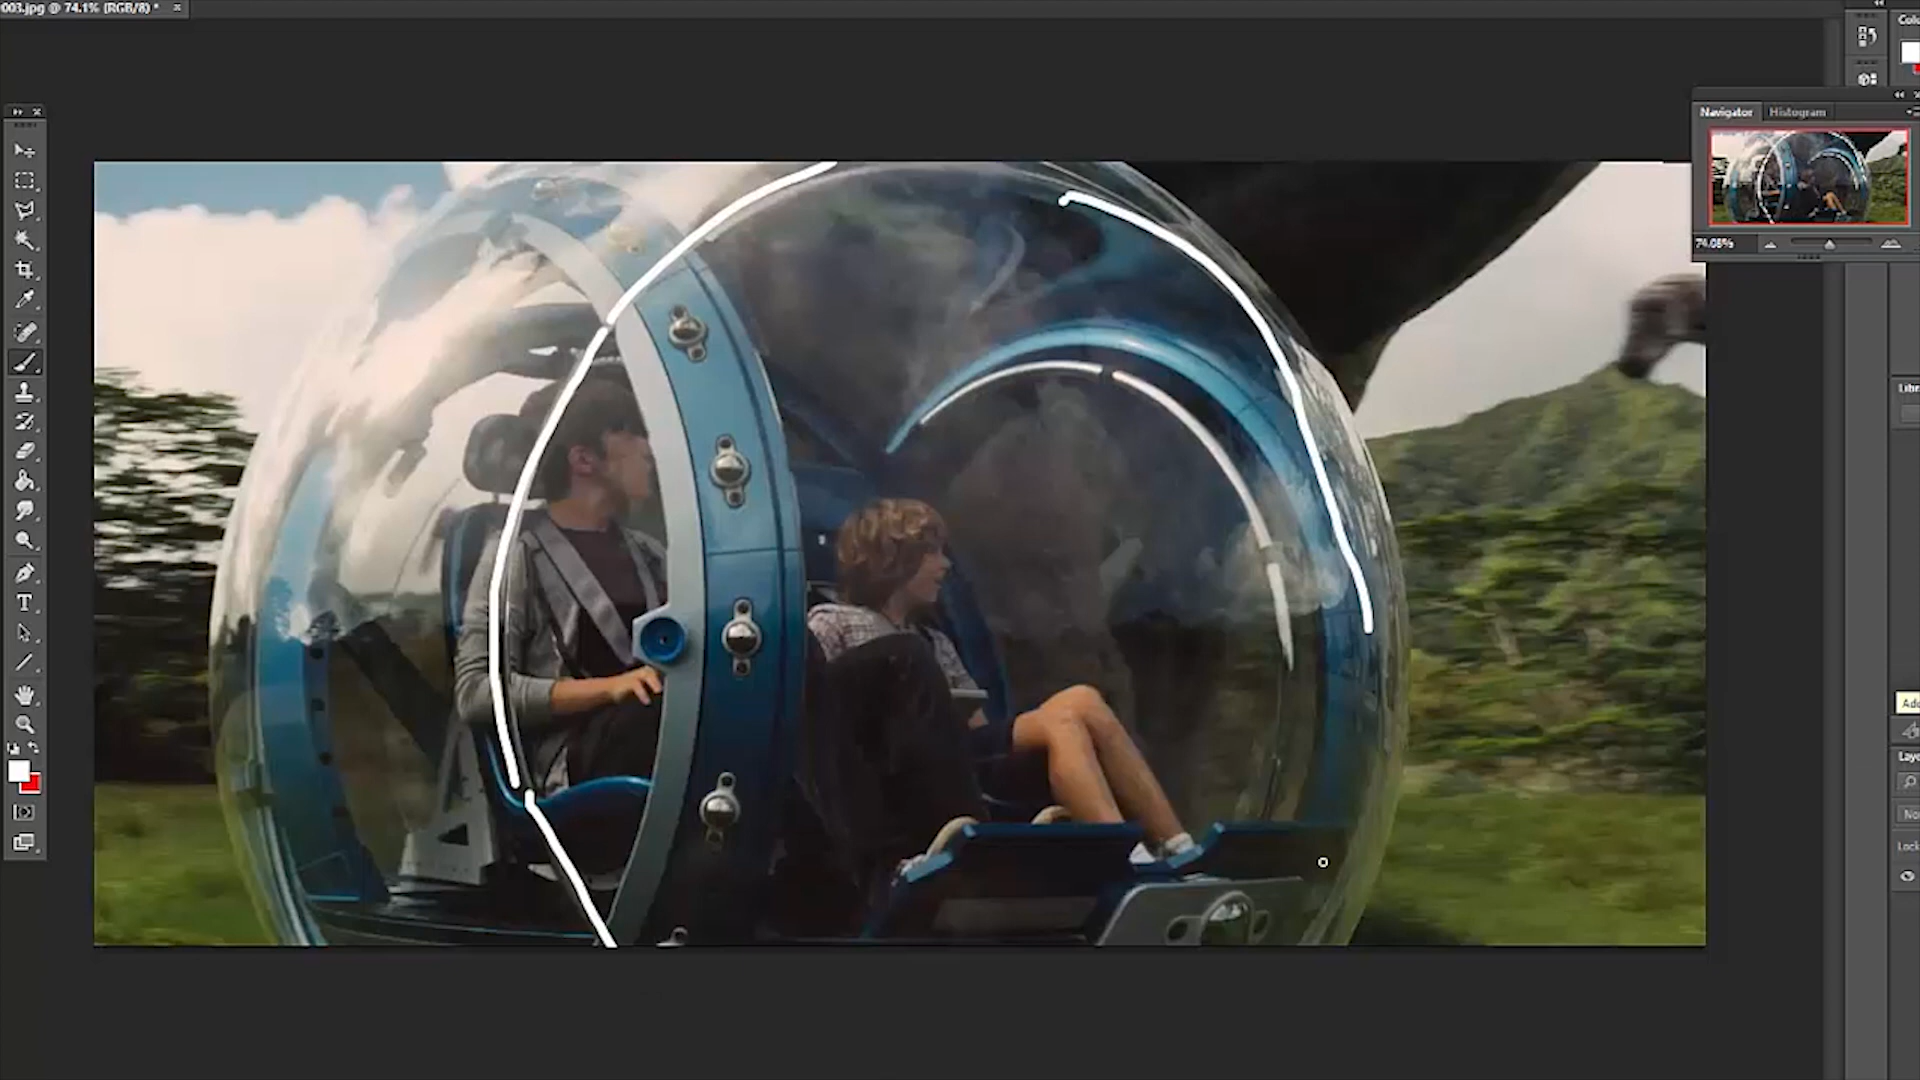 003.jpg @ 74.1% (RGB/8) *
Navigator
Histogram
74.08%
T